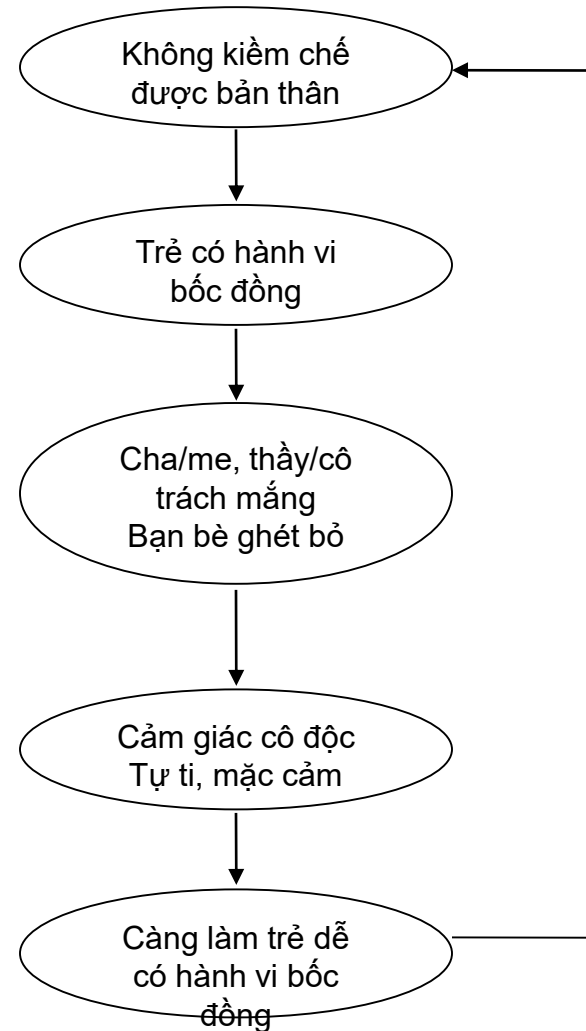 Không kiềm chế
được bản thân
Trẻ có hành vi
bốc đồng
Cha/me, thầy/cô
trách mắng
Bạn bè ghét bỏ
Cảm giác cô độc
Tự ti, mặc cảm
Càng làm trẻ dễ
có hành vi bốc
đồng